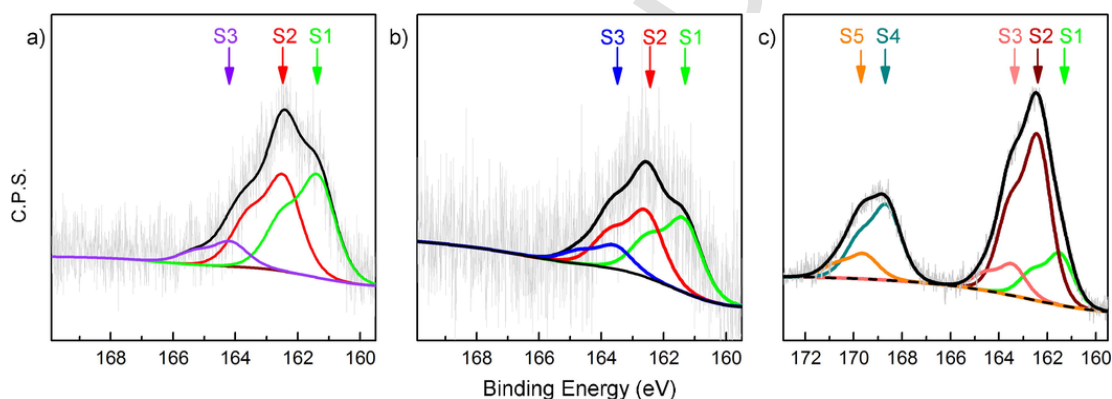 a)
S3 S2 S1
b)
S3 S2 S1
c)
S5 S4 S3 S2 S1
C.P.S.
168 166 164 162 160
168 166 164 162 160
172 170 168 166 164 162 160
Binding Energy (eV)